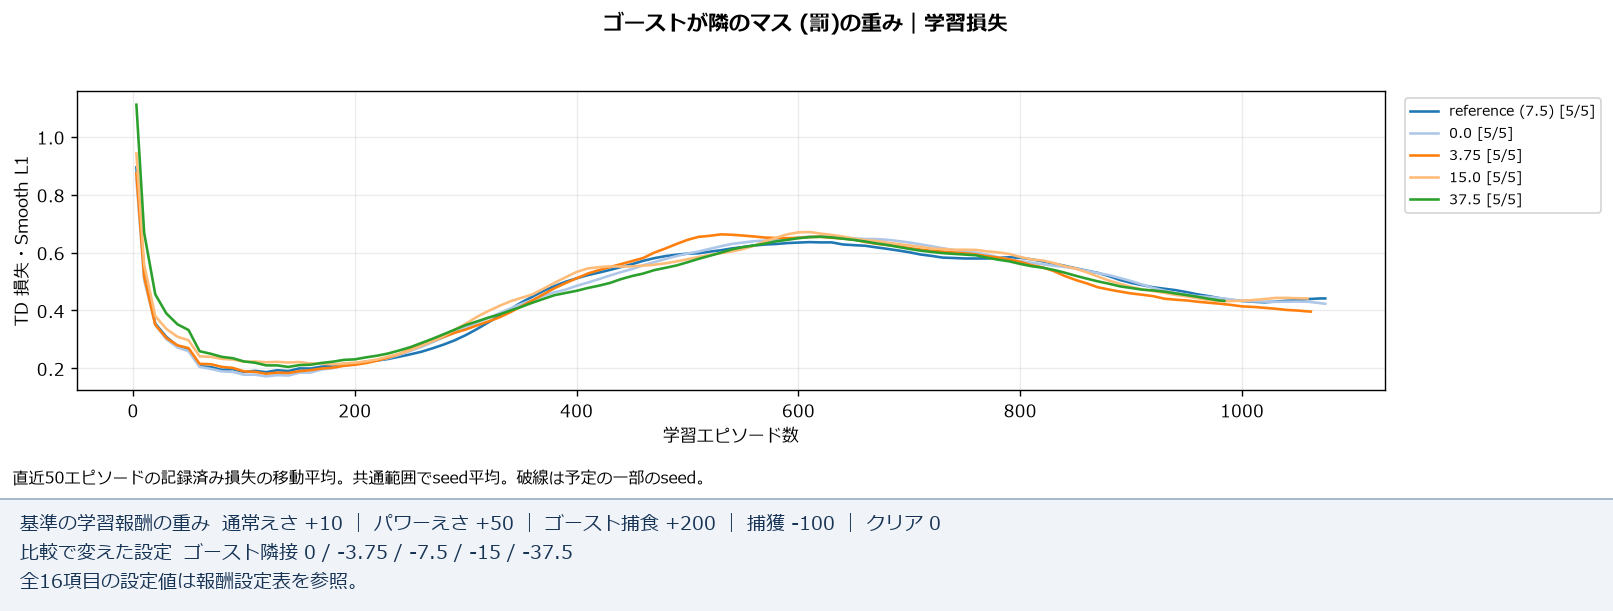 ゴーストが隣のマス (罰)の重み｜学習損失
1.0
0.8
0.6
0.4
0.2
TD 損失・Smooth L1
0
200
400
600
800
1000
学習エピソード数
reference (7.5) [5/5]
0.0 [5/5]
3.75 [5/5]
15.0 [5/5]
37.5 [5/5]
直近50エピソードの記録済み損失の移動平均。共通範囲でseed平均。破線は予定の一部のseed。
基準の学習報酬の重み 通常えさ +10 ｜ パワーえさ +50 ｜ ゴースト捕食 +200 ｜ 捕獲 -100 ｜ クリア 0
比較で変えた設定 ゴースト隣接 0 / -3.75 / -7.5 / -15 / -37.5
全16項目の設定値は報酬設定表を参照。